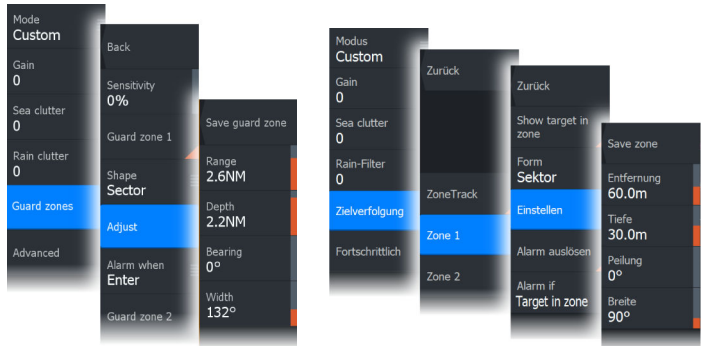 Mode
Custom
Gain
0
Sea clutter
0
Rain clutter
0
Guard zones
Advanced
Back
Sensitivity
0%
Guard zone 1
Shape
Sector
Adjust
Alarm when
Enter
Guard zone 2
Save guard zone
Range
2.6NM
Depth
2.2NM
Bearing
0°
Width
132°
Modus
Custom
Gain
0
Sea clutter
0
Rain-Filter
0
Zielverfolgung
Fortschrittlich
Zurück
ZoneTrack
Zone 1
Zone 2
Zurück
Show target in
zone
Form
Sektor
Einstellen
Alarm auslösen
Alarm if
Target in zone
Save zone
Entfernung
60.0m
Tiefe
30.0m
Peilung
0°
Breite
90°